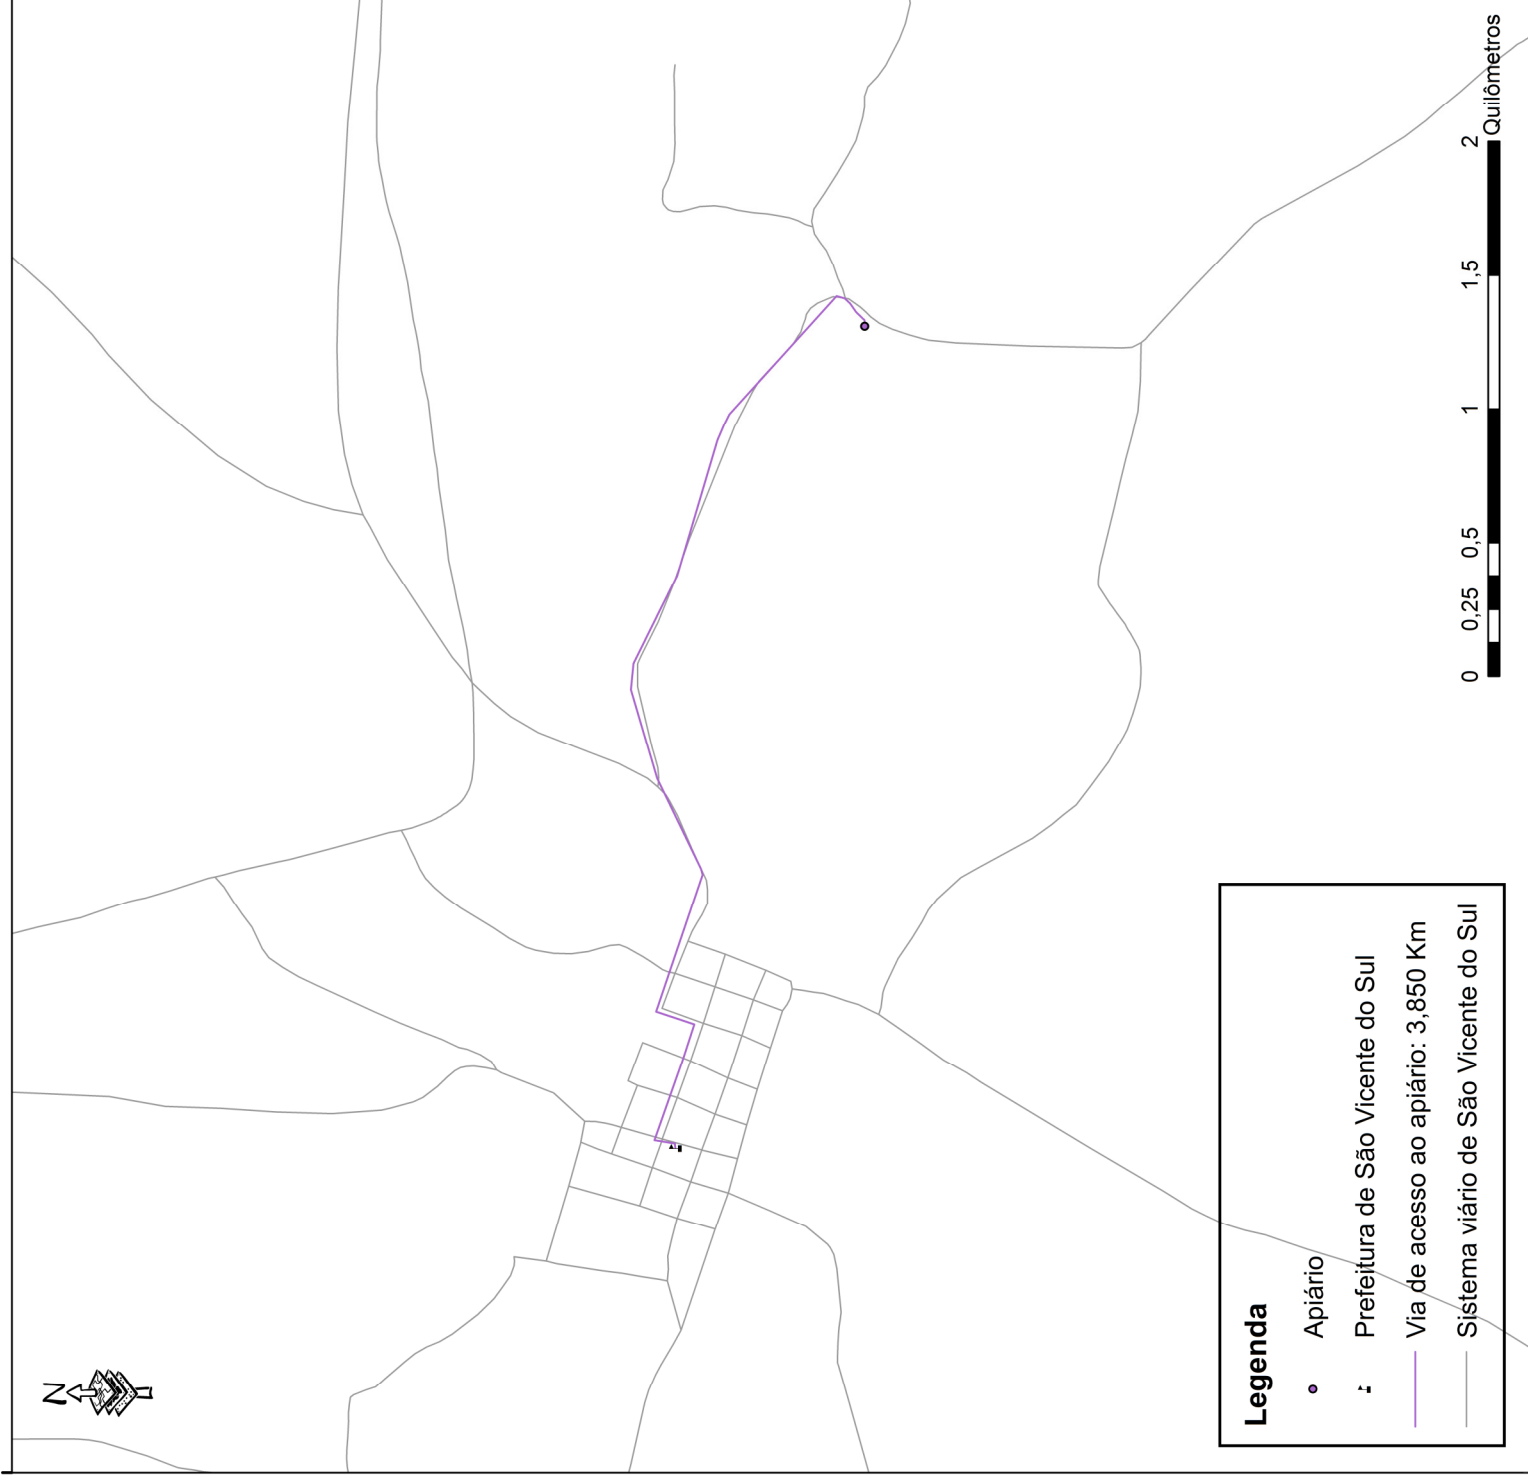 N
Legenda
Apiário
Prefeitura de São Vicente do Sul
Via de acesso ao apiário: 3,850 Km
Sistema viário de São Vicente do Sul
0 0,25 0,5 1 1,5 2
Quilômetros